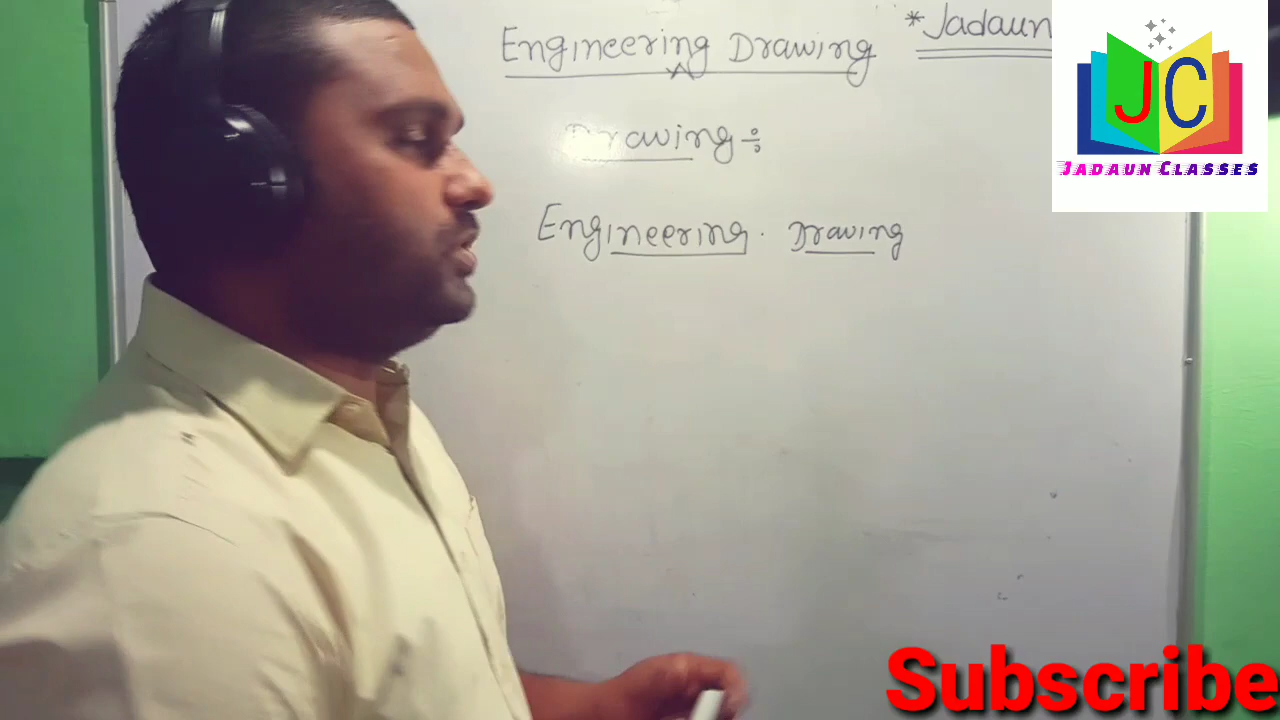 Engineering Drawing
* Jadaun
JC
JADAUN CLASSES
Drawing ÷
Engineering. Drawing
Subscribe